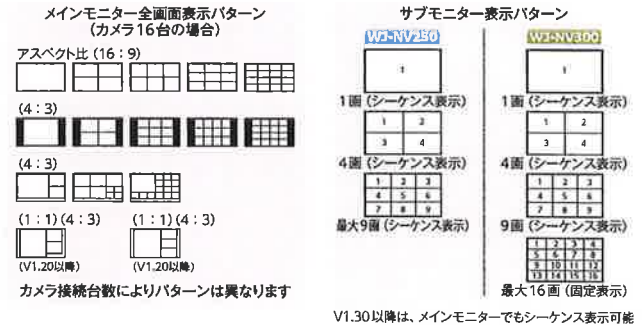 メインモニター全画面表示パターン
(カメラ16台の場合)
アスペクト比 (16:9)
(4:3)
(4:3)
(1:1)(4:3)
(1:1)(4:3)
(V1.20以降)
(V1.20以降)
カメラ接続台数によりパターンは異なります
サブモニター表示パターン
WJ-NV250
1
1画 (シーケンス表示)
1 2
3 4
4画 (シーケンス表示)
1 2 3
4 5 6
7 8 9
最大9画 (シーケンス表示)
WJ-NV300
1
1画 (シーケンス表示)
1 2
3 4
4画 (シーケンス表示)
1 2 3
4 5 6
7 8 9
9画 (シーケンス表示)
1 2 3 4
5 6 7 8
9 10 11 12
13 14 15 16
最大16画 (固定表示)
V1.30以降は、メインモニターでもシーケンス表示可能